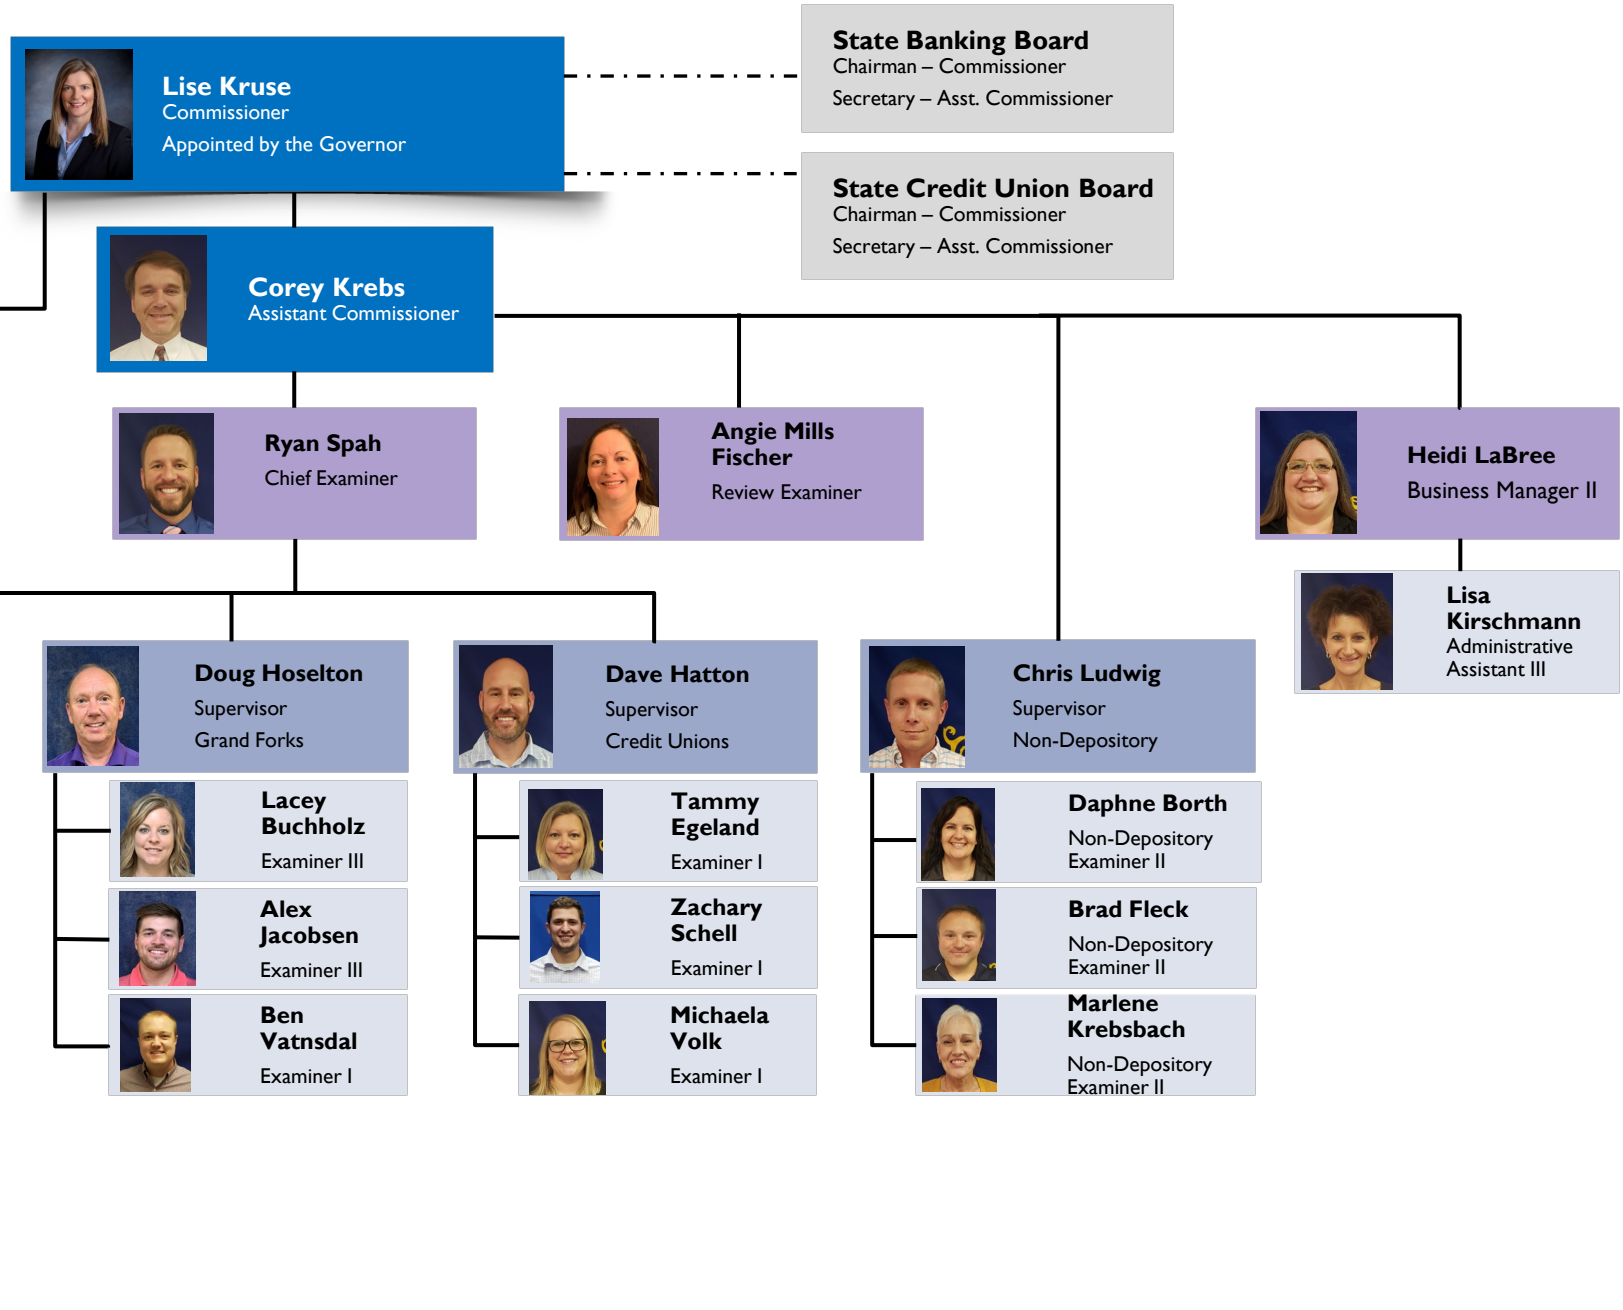 State Banking Board
Chairman – Commissioner
Secretary – Asst. Commissioner
Lise Kruse
Commissioner
Appointed by the Governor
State Credit Union Board
Chairman – Commissioner
Secretary – Asst. Commissioner
Corey Krebs
Assistant Commissioner
Ryan Spah
Chief Examiner
Angie Mills
Fischer
Review Examiner
Heidi LaBree
Business Manager II
Lisa
Kirschmann
Administrative
Assistant III
Doug Hoselton
Supervisor
Grand Forks
Lacey
Buchholz
Examiner III
Alex
Jacobsen
Examiner III
Ben
Vatnsdal
Examiner I
Dave Hatton
Supervisor
Credit Unions
Tammy
Egeland
Examiner I
Zachary
Schell
Examiner I
Michaela
Volk
Examiner I
Chris Ludwig
Supervisor
Non-Depository
Daphne Borth
Non-Depository
Examiner II
Brad Fleck
Non-Depository
Examiner II
Marlene
Krebsbach
Non-Depository
Examiner II